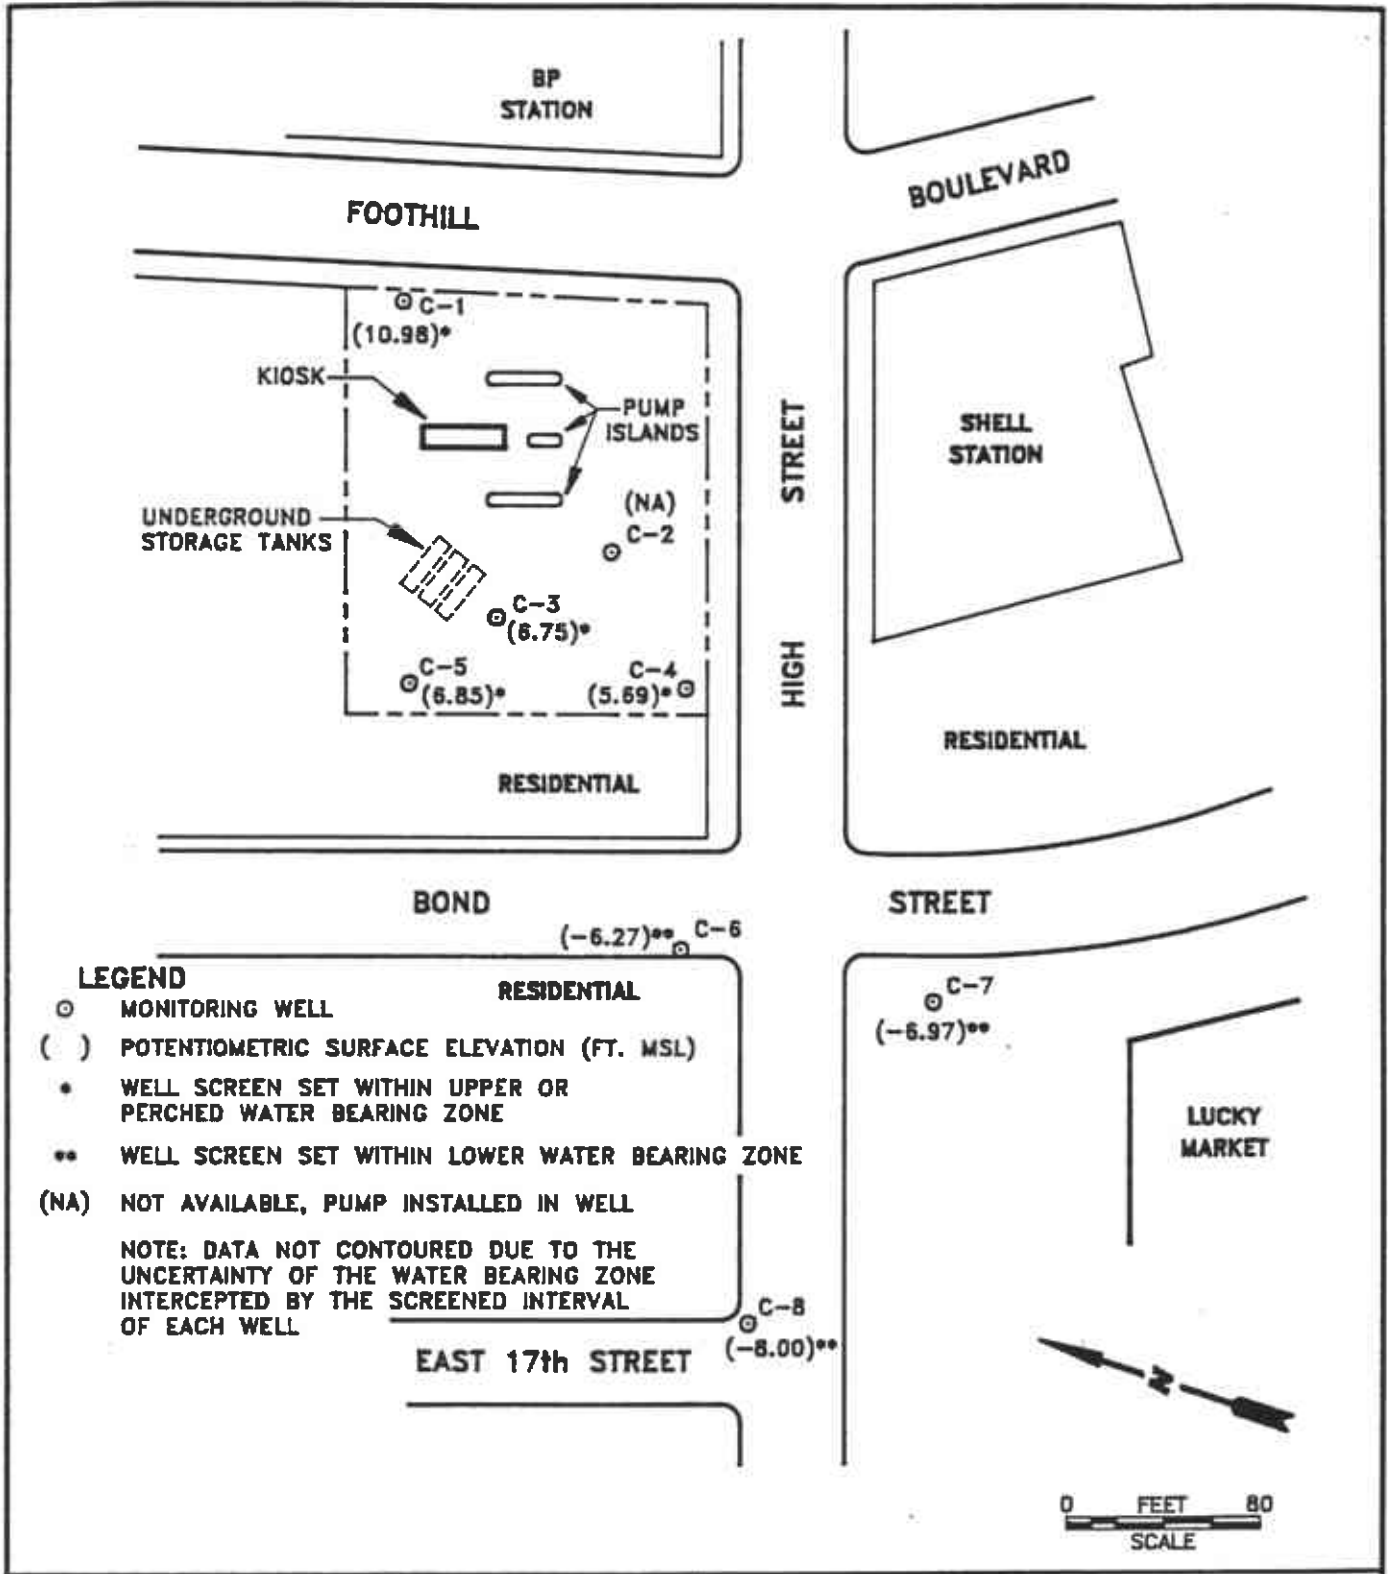 BP
STATION
BOULEVARD
FOOTHILL
C-1
(10.98)*
KIOSK
PUMP
ISLANDS
STREET
SHELL
STATION
(NA)
C-2
UNDERGROUND
STORAGE TANKS
C-3
(6.75)*
HIGH
C-5
(6.85)*
C-4
(5.69)*
RESIDENTIAL
RESIDENTIAL
BOND
STREET
(-6.27)**
C-6
C-7
(-6.97)**
LEGEND
RESIDENTIAL
MONITORING WELL
( ) POTENTIOMETRIC SURFACE ELEVATION (FT. MSL)
* WELL SCREEN SET WITHIN UPPER OR
PERCHED WATER BEARING ZONE
** WELL SCREEN SET WITHIN LOWER WATER BEARING ZONE
(NA) NOT AVAILABLE, PUMP INSTALLED IN WELL
NOTE: DATA NOT CONTOURED DUE TO THE
UNCERTAINTY OF THE WATER BEARING ZONE
INTERCEPTED BY THE SCREENED INTERVAL
OF EACH WELL
LUCKY
MARKET
C-8
(-8.00)**
EAST 17th STREET
N
0 FEET 80
SCALE